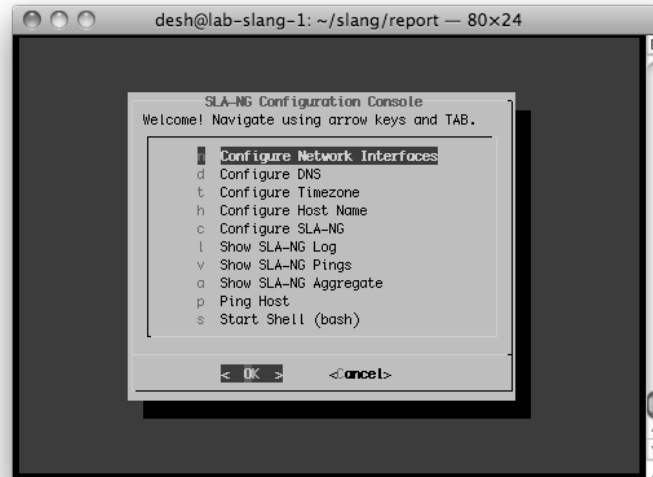 desh@lab-slang-1: ~/slang/report — 80×24
SLA-NG Configuration Console
Welcome! Navigate using arrow keys and TAB.
n Configure Network Interfaces
d Configure DNS
t Configure Timezone
h Configure Host Name
c Configure SLA-NG
l Show SLA-NG Log
v Show SLA-NG Pings
a Show SLA-NG Aggregate
p Ping Host
s Start Shell (bash)
< OK > <Cancel>